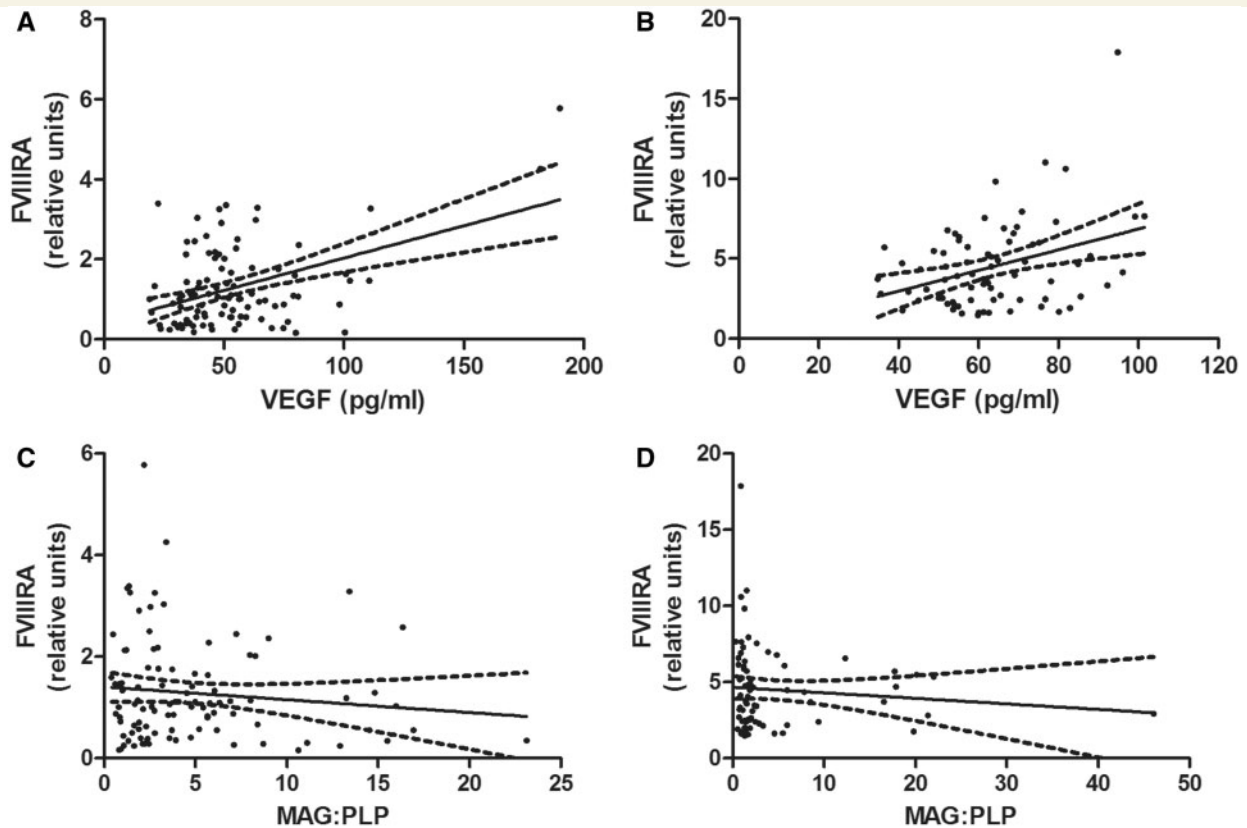 A
FVIIIRA
(relative units)
8
6
4
2
0
0 50 100 150 200
VEGF (pg/ml)
B
FVIIIRA
(relative units)
20
15
10
5
0
0 20 40 60 80 100 120
VEGF (pg/ml)
C
FVIIIRA
(relative units)
6
4
2
0
0 5 10 15 20 25
MAG:PLP
D
FVIIIRA
(relative units)
20
15
10
5
0
0 10 20 30 40 50
MAG:PLP